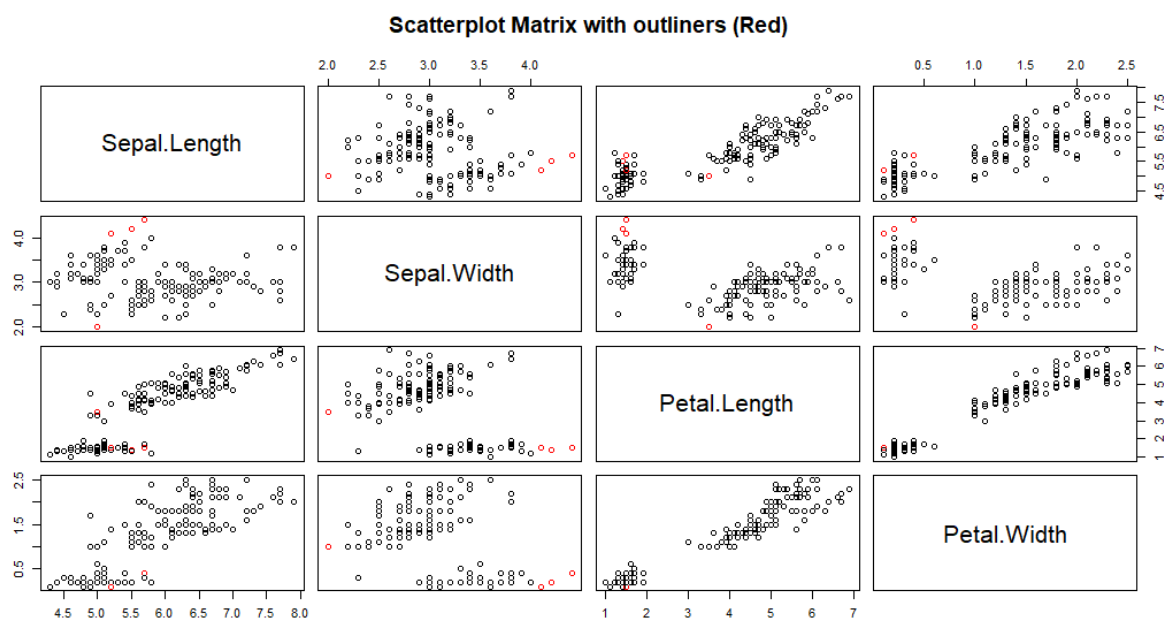 Scatterplot Matrix with outliners (Red)
2.0 2.5 3.0 3.5 4.0
0.5 1.0 1.5 2.0 2.5
Sepal.Length
4.5 5.5 6.5 7.5
2.0 3.0 4.0
Sepal.Width
Petal.Length
1 2 3 4 5 6 7
0.5 1.5 2.5
Petal.Width
4.5 5.0 5.5 6.0 6.5 7.0 7.5 8.0
1 2 3 4 5 6 7